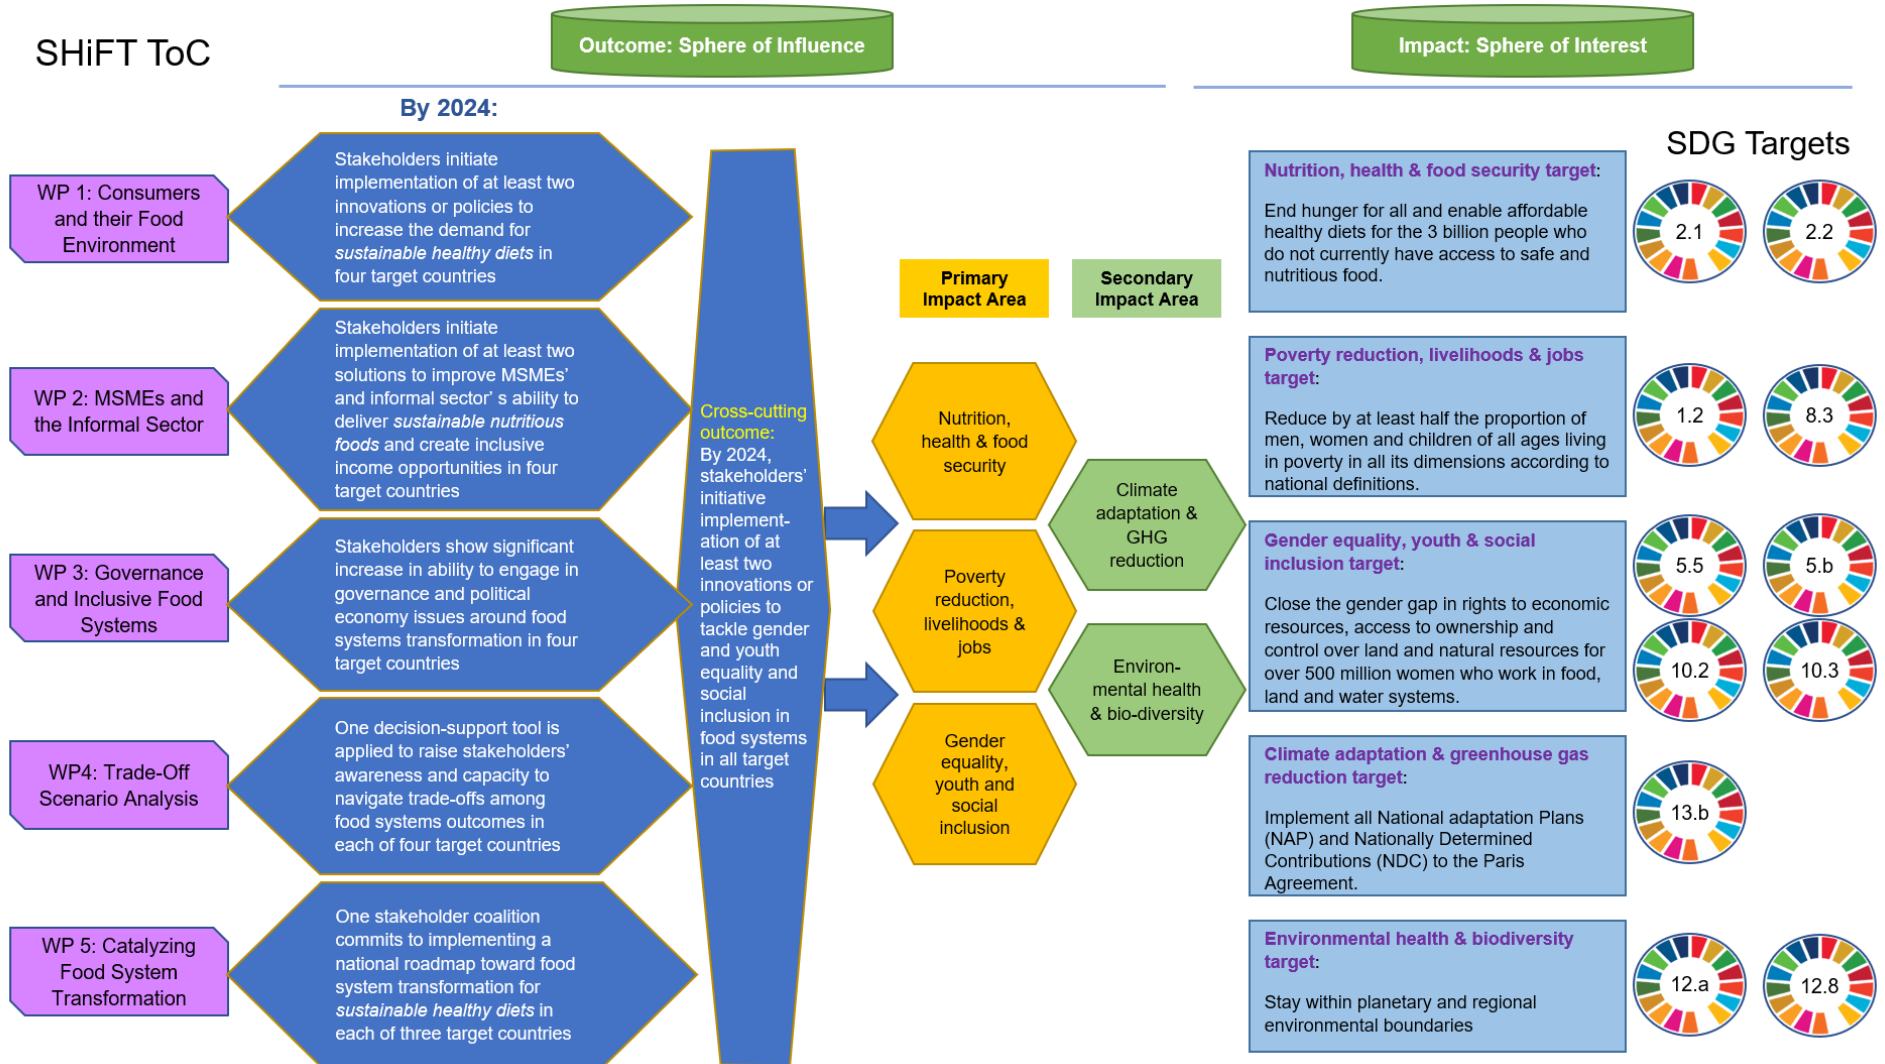 SHiFT ToC
Outcome: Sphere of Influence
Impact: Sphere of Interest
By 2024:
WP 1: Consumers
and their Food
Environment
Stakeholders initiate
implementation of at least two
innovations or policies to
increase the demand for
sustainable healthy diets in
four target countries
WP 2: MSMEs and
the Informal Sector
Stakeholders initiate
implementation of at least two
solutions to improve MSMEs'
and informal sector' s ability to
deliver sustainable nutritious
foods and create inclusive
income opportunities in four
target countries
WP 3: Governance
and Inclusive Food
Systems
Stakeholders show significant
increase in ability to engage in
governance and political
economy issues around food
systems transformation in four
target countries
WP4: Trade-Off
Scenario Analysis
One decision-support tool is
applied to raise stakeholders'
awareness and capacity to
navigate trade-offs among
food systems outcomes in
each of four target countries
WP 5: Catalyzing
Food System
Transformation
One stakeholder coalition
commits to implementing a
national roadmap toward food
system transformation for
sustainable healthy diets in
each of three target countries
Cross-cutting
outcome:
By 2024,
stakeholders'
initiative
implement-
ation of at
least two
innovations or
policies to
tackle gender
and youth
equality and
social
inclusion in
food systems
in all target
countries
Primary
Impact Area
Nutrition,
health & food
security
Poverty
reduction,
livelihoods &
jobs
Gender
equality,
youth and
social
inclusion
Secondary
Impact Area
Climate
adaptation &
GHG
reduction
Environ-
mental health
& bio-diversity
SDG Targets
Nutrition, health & food security target:
End hunger for all and enable affordable
healthy diets for the 3 billion people who
do not currently have access to safe and
nutritious food.
2.1
2.2
Poverty reduction, livelihoods & jobs
target:
Reduce by at least half the proportion of
men, women and children of all ages living
in poverty in all its dimensions according to
national definitions.
1.2
8.3
Gender equality, youth & social
inclusion target:
Close the gender gap in rights to economic
resources, access to ownership and
control over land and natural resources for
over 500 million women who work in food,
land and water systems.
5.5
5.b
10.2
10.3
Climate adaptation & greenhouse gas
reduction target:
Implement all National adaptation Plans
(NAP) and Nationally Determined
Contributions (NDC) to the Paris
Agreement.
13.b
Environmental health & biodiversity
target:
Stay within planetary and regional
environmental boundaries
12.a
12.8